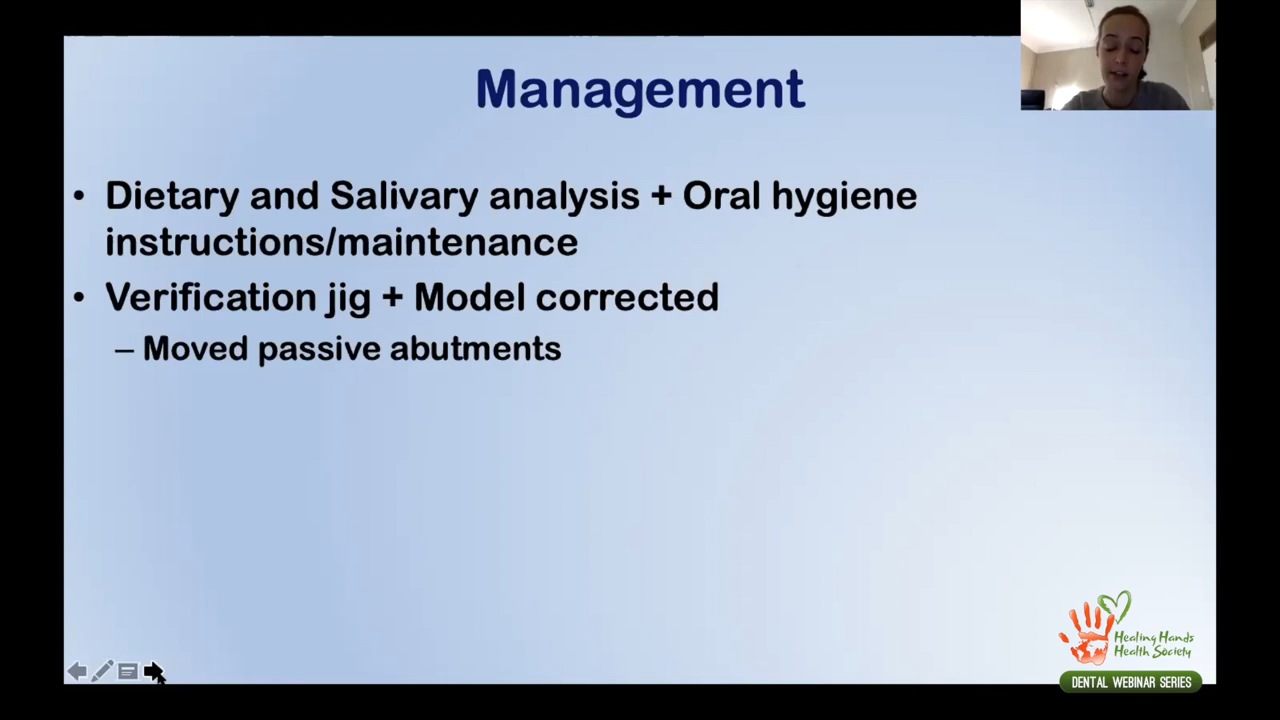 Management
• Dietary and Salivary analysis + Oral hygiene
instructions/maintenance
• Verification jig + Model corrected
– Moved passive abutments
Healing Hands
Health Society
DENTAL WEBINAR SERIES